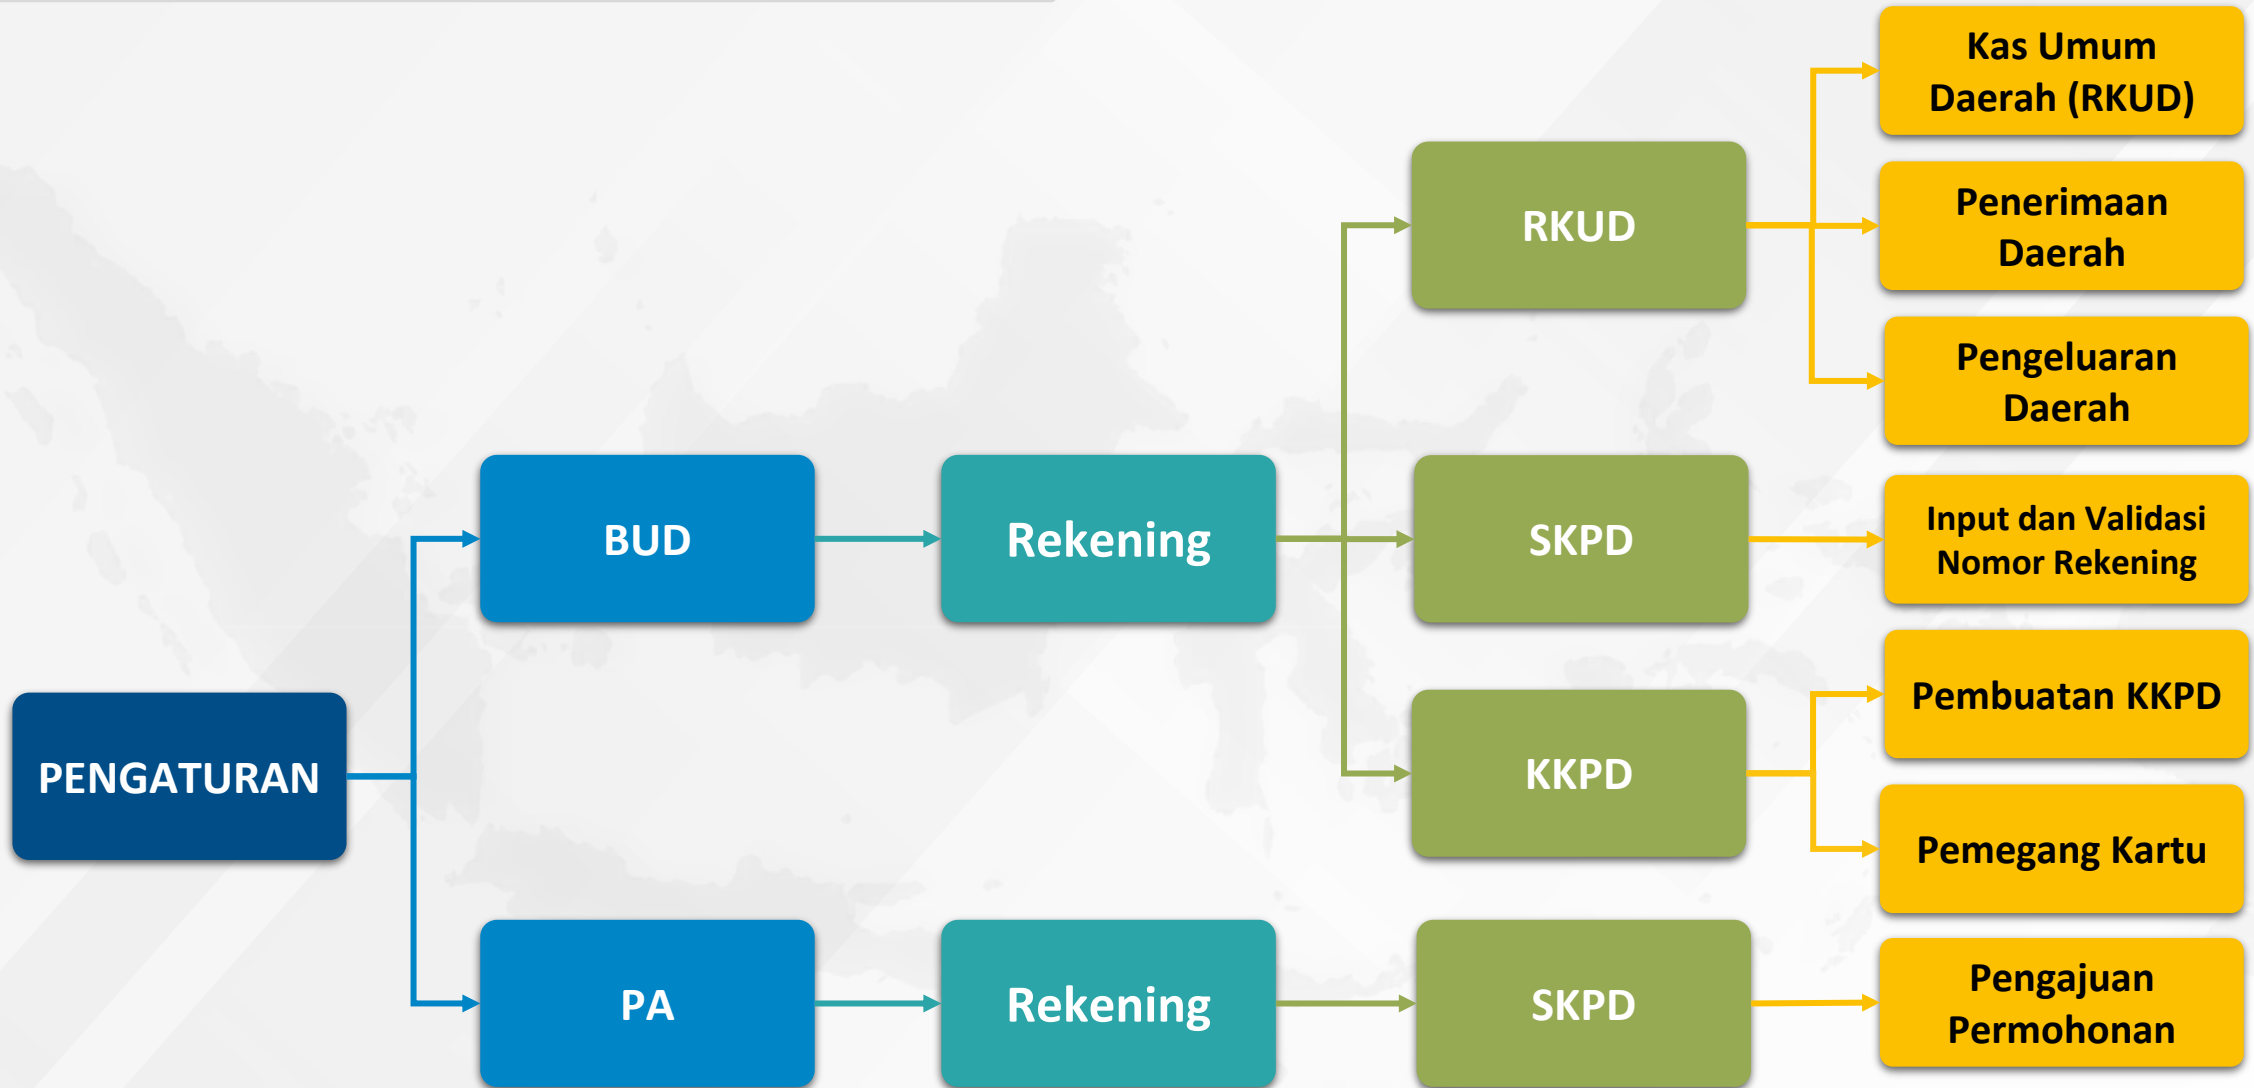 Kas Umum
Daerah (RKUD)
RKUD
Penerimaan
Daerah
Pengeluaran
Daerah
BUD
Rekening
SKPD
Input dan Validasi
Nomor Rekening
PENGATURAN
KKPD
Pembuatan KKPD
Pemegang Kartu
PA
Rekening
SKPD
Pengajuan
Permohonan